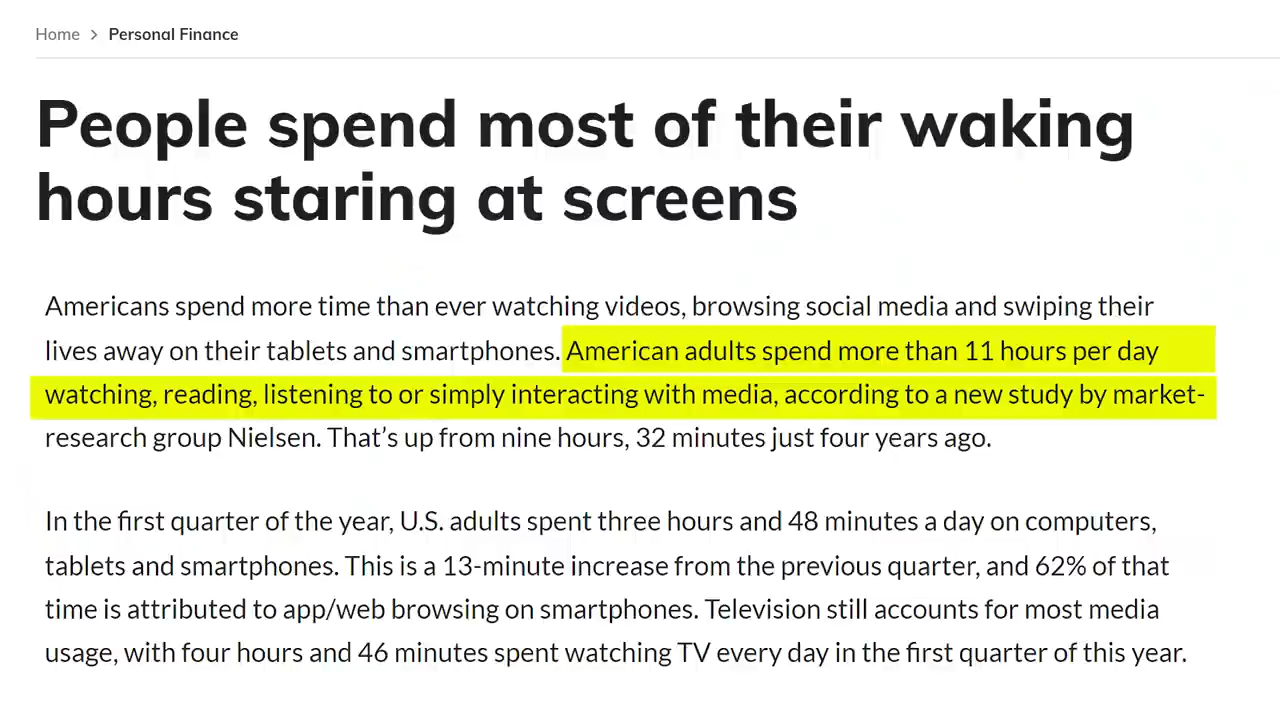 Home > Personal Finance
People spend most of their waking
hours staring at screens
Americans spend more time than ever watching videos, browsing social media and swiping their
lives away on their tablets and smartphones. American adults spend more than 11 hours per day
watching, reading, listening to or simply interacting with media, according to a new study by market-
research group Nielsen. That’s up from nine hours, 32 minutes just four years ago.
In the first quarter of the year, U.S. adults spent three hours and 48 minutes a day on computers,
tablets and smartphones. This is a 13-minute increase from the previous quarter, and 62% of that
time is attributed to app/web browsing on smartphones. Television still accounts for most media
usage, with four hours and 46 minutes spent watching TV every day in the first quarter of this year.